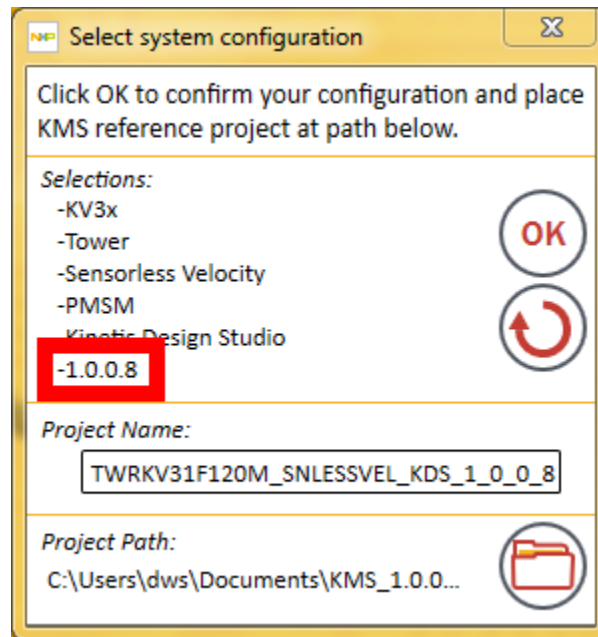 NXP Select system configuration
Click OK to confirm your configuration and place
KMS reference project at path below.
Selections:
-KV3x
-Tower
-Sensorless Velocity
-PMSM
-Kinetis Design Studio
-1.0.0.8
OK
Project Name:
TWRKV31F120M_SNLESSVEL_KDS_1_0_0_8
Project Path:
C:\Users\dws\Documents\KMS_1.0.0...